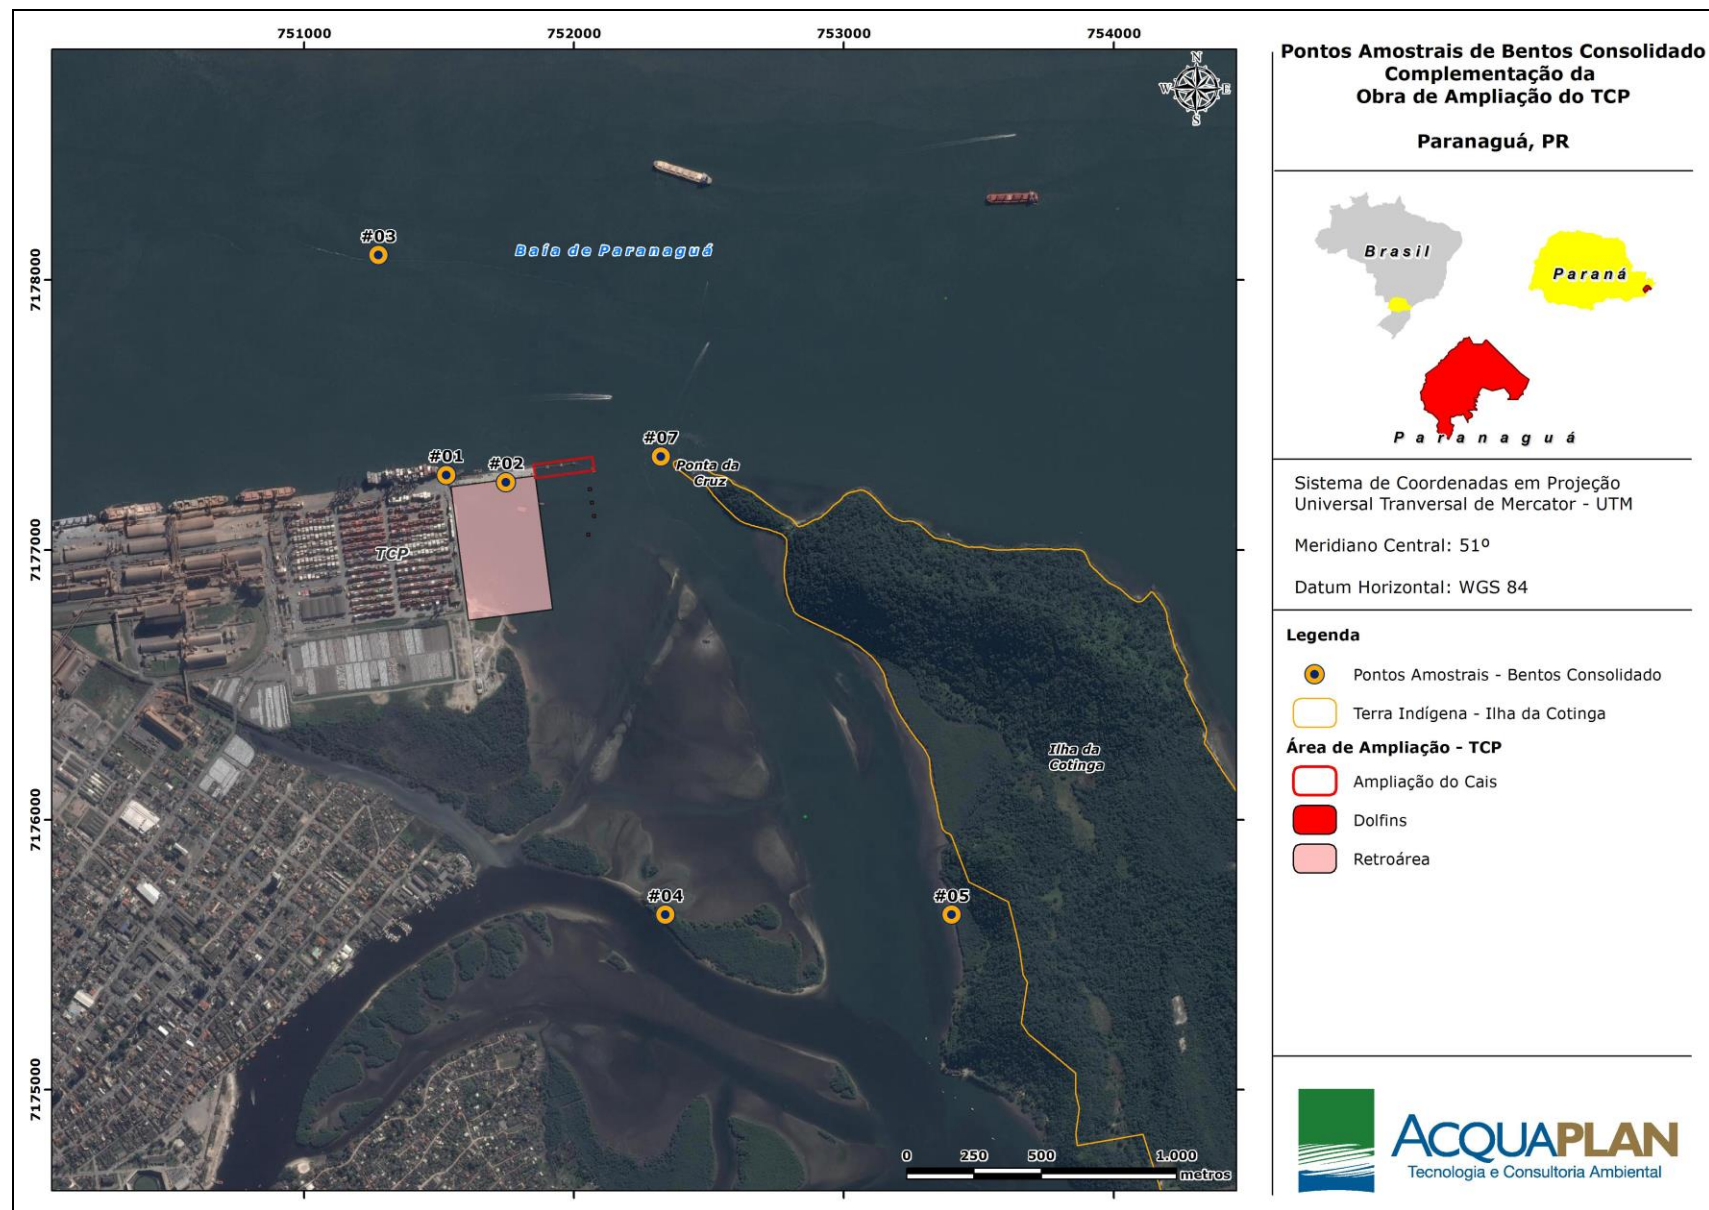 751000
752000
753000
754000
N
W
E
S
#03
Baía de Paranaguá
7178000
#07
#01
#02
Ponta da
Cruz
TCP
7177000
Ilha da
Cotinga
7176000
#04
#05
7175000
0
250
500
1.000
metros
Pontos Amostrais de Bentos Consolidado
Complementação da
Obra de Ampliação do TCP
Paranaguá, PR
Brasil
Paraná
Paranaguá
Sistema de Coordenadas em Projeção
Universal Tranversal de Mercator - UTM
Meridiano Central: 51º
Datum Horizontal: WGS 84
Legenda
Pontos Amostrais - Bentos Consolidado
Terra Indígena - Ilha da Cotinga
Área de Ampliação - TCP
Ampliação do Cais
Dolfins
Retroárea
ACQUAPLAN
Tecnologia e Consultoria Ambiental